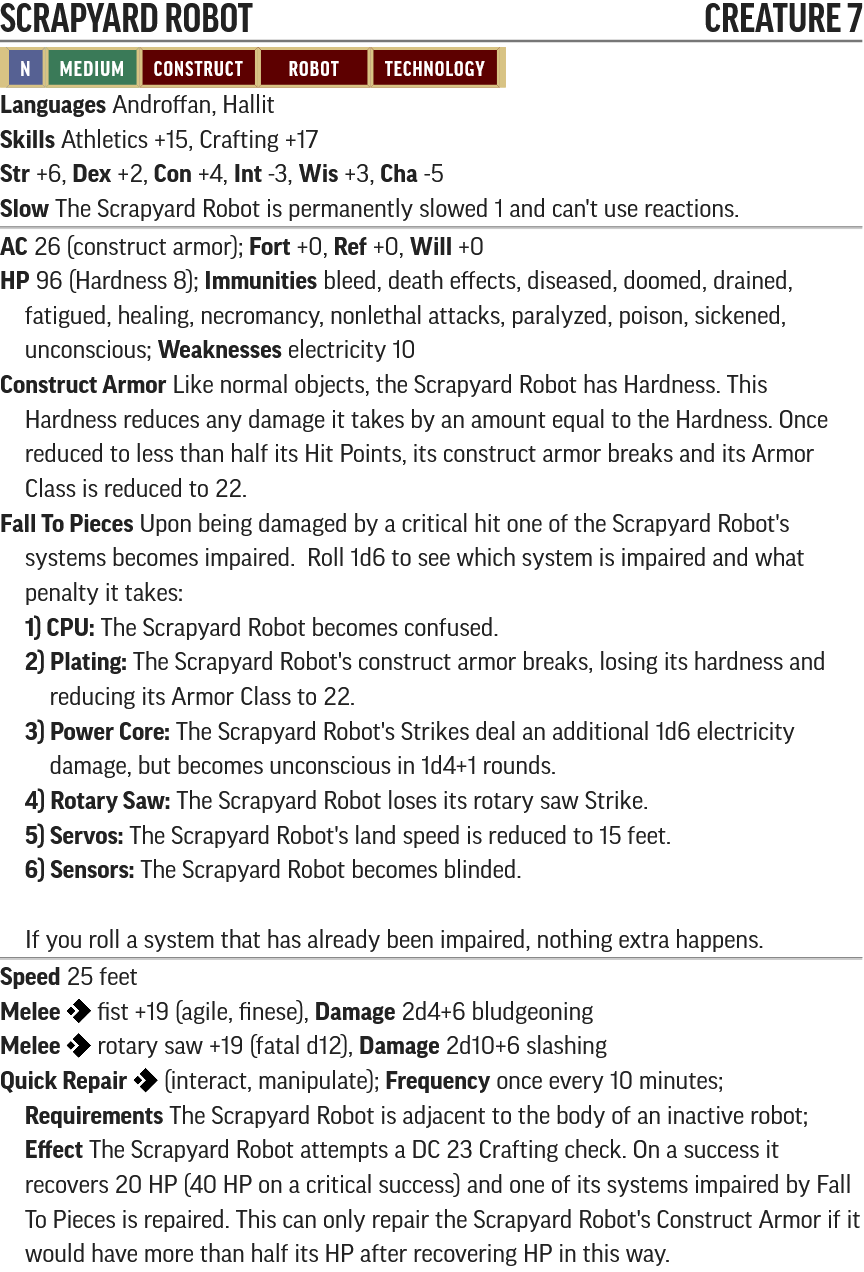 SCRAPYARD ROBOT CREATURE 7
N MEDIUM CONSTRUCT ROBOT TECHNOLOGY
Languages Androffan, Hallit
Skills Athletics +15, Crafting +17
Str +6, Dex +2, Con +4, Int -3, Wis +3, Cha -5
Slow The Scrapyard Robot is permanently slowed 1 and can't use reactions.
AC 26 (construct armor); Fort +0, Ref +0, Will +0
HP 96 (Hardness 8); Immunities bleed, death effects, diseased, doomed, drained,
fatigued, healing, necromancy, nonlethal attacks, paralyzed, poison, sickened,
unconscious; Weaknesses electricity 10
Construct Armor Like normal objects, the Scrapyard Robot has Hardness. This
Hardness reduces any damage it takes by an amount equal to the Hardness. Once
reduced to less than half its Hit Points, its construct armor breaks and its Armor
Class is reduced to 22.
Fall To Pieces Upon being damaged by a critical hit one of the Scrapyard Robot's
systems becomes impaired. Roll 1d6 to see which system is impaired and what
penalty it takes:
1) CPU: The Scrapyard Robot becomes confused.
2) Plating: The Scrapyard Robot's construct armor breaks, losing its hardness and
reducing its Armor Class to 22.
3) Power Core: The Scrapyard Robot's Strikes deal an additional 1d6 electricity
damage, but becomes unconscious in 1d4+1 rounds.
4) Rotary Saw: The Scrapyard Robot loses its rotary saw Strike.
5) Servos: The Scrapyard Robot's land speed is reduced to 15 feet.
6) Sensors: The Scrapyard Robot becomes blinded.
If you roll a system that has already been impaired, nothing extra happens.
Speed 25 feet
Melee fist +19 (agile, finese), Damage 2d4+6 bludgeoning
Melee rotary saw +19 (fatal d12), Damage 2d10+6 slashing
Quick Repair (interact, manipulate); Frequency once every 10 minutes;
Requirements The Scrapyard Robot is adjacent to the body of an inactive robot;
Effect The Scrapyard Robot attempts a DC 23 Crafting check. On a success it
recovers 20 HP (40 HP on a critical success) and one of its systems impaired by Fall
To Pieces is repaired. This can only repair the Scrapyard Robot's Construct Armor if it
would have more than half its HP after recovering HP in this way.